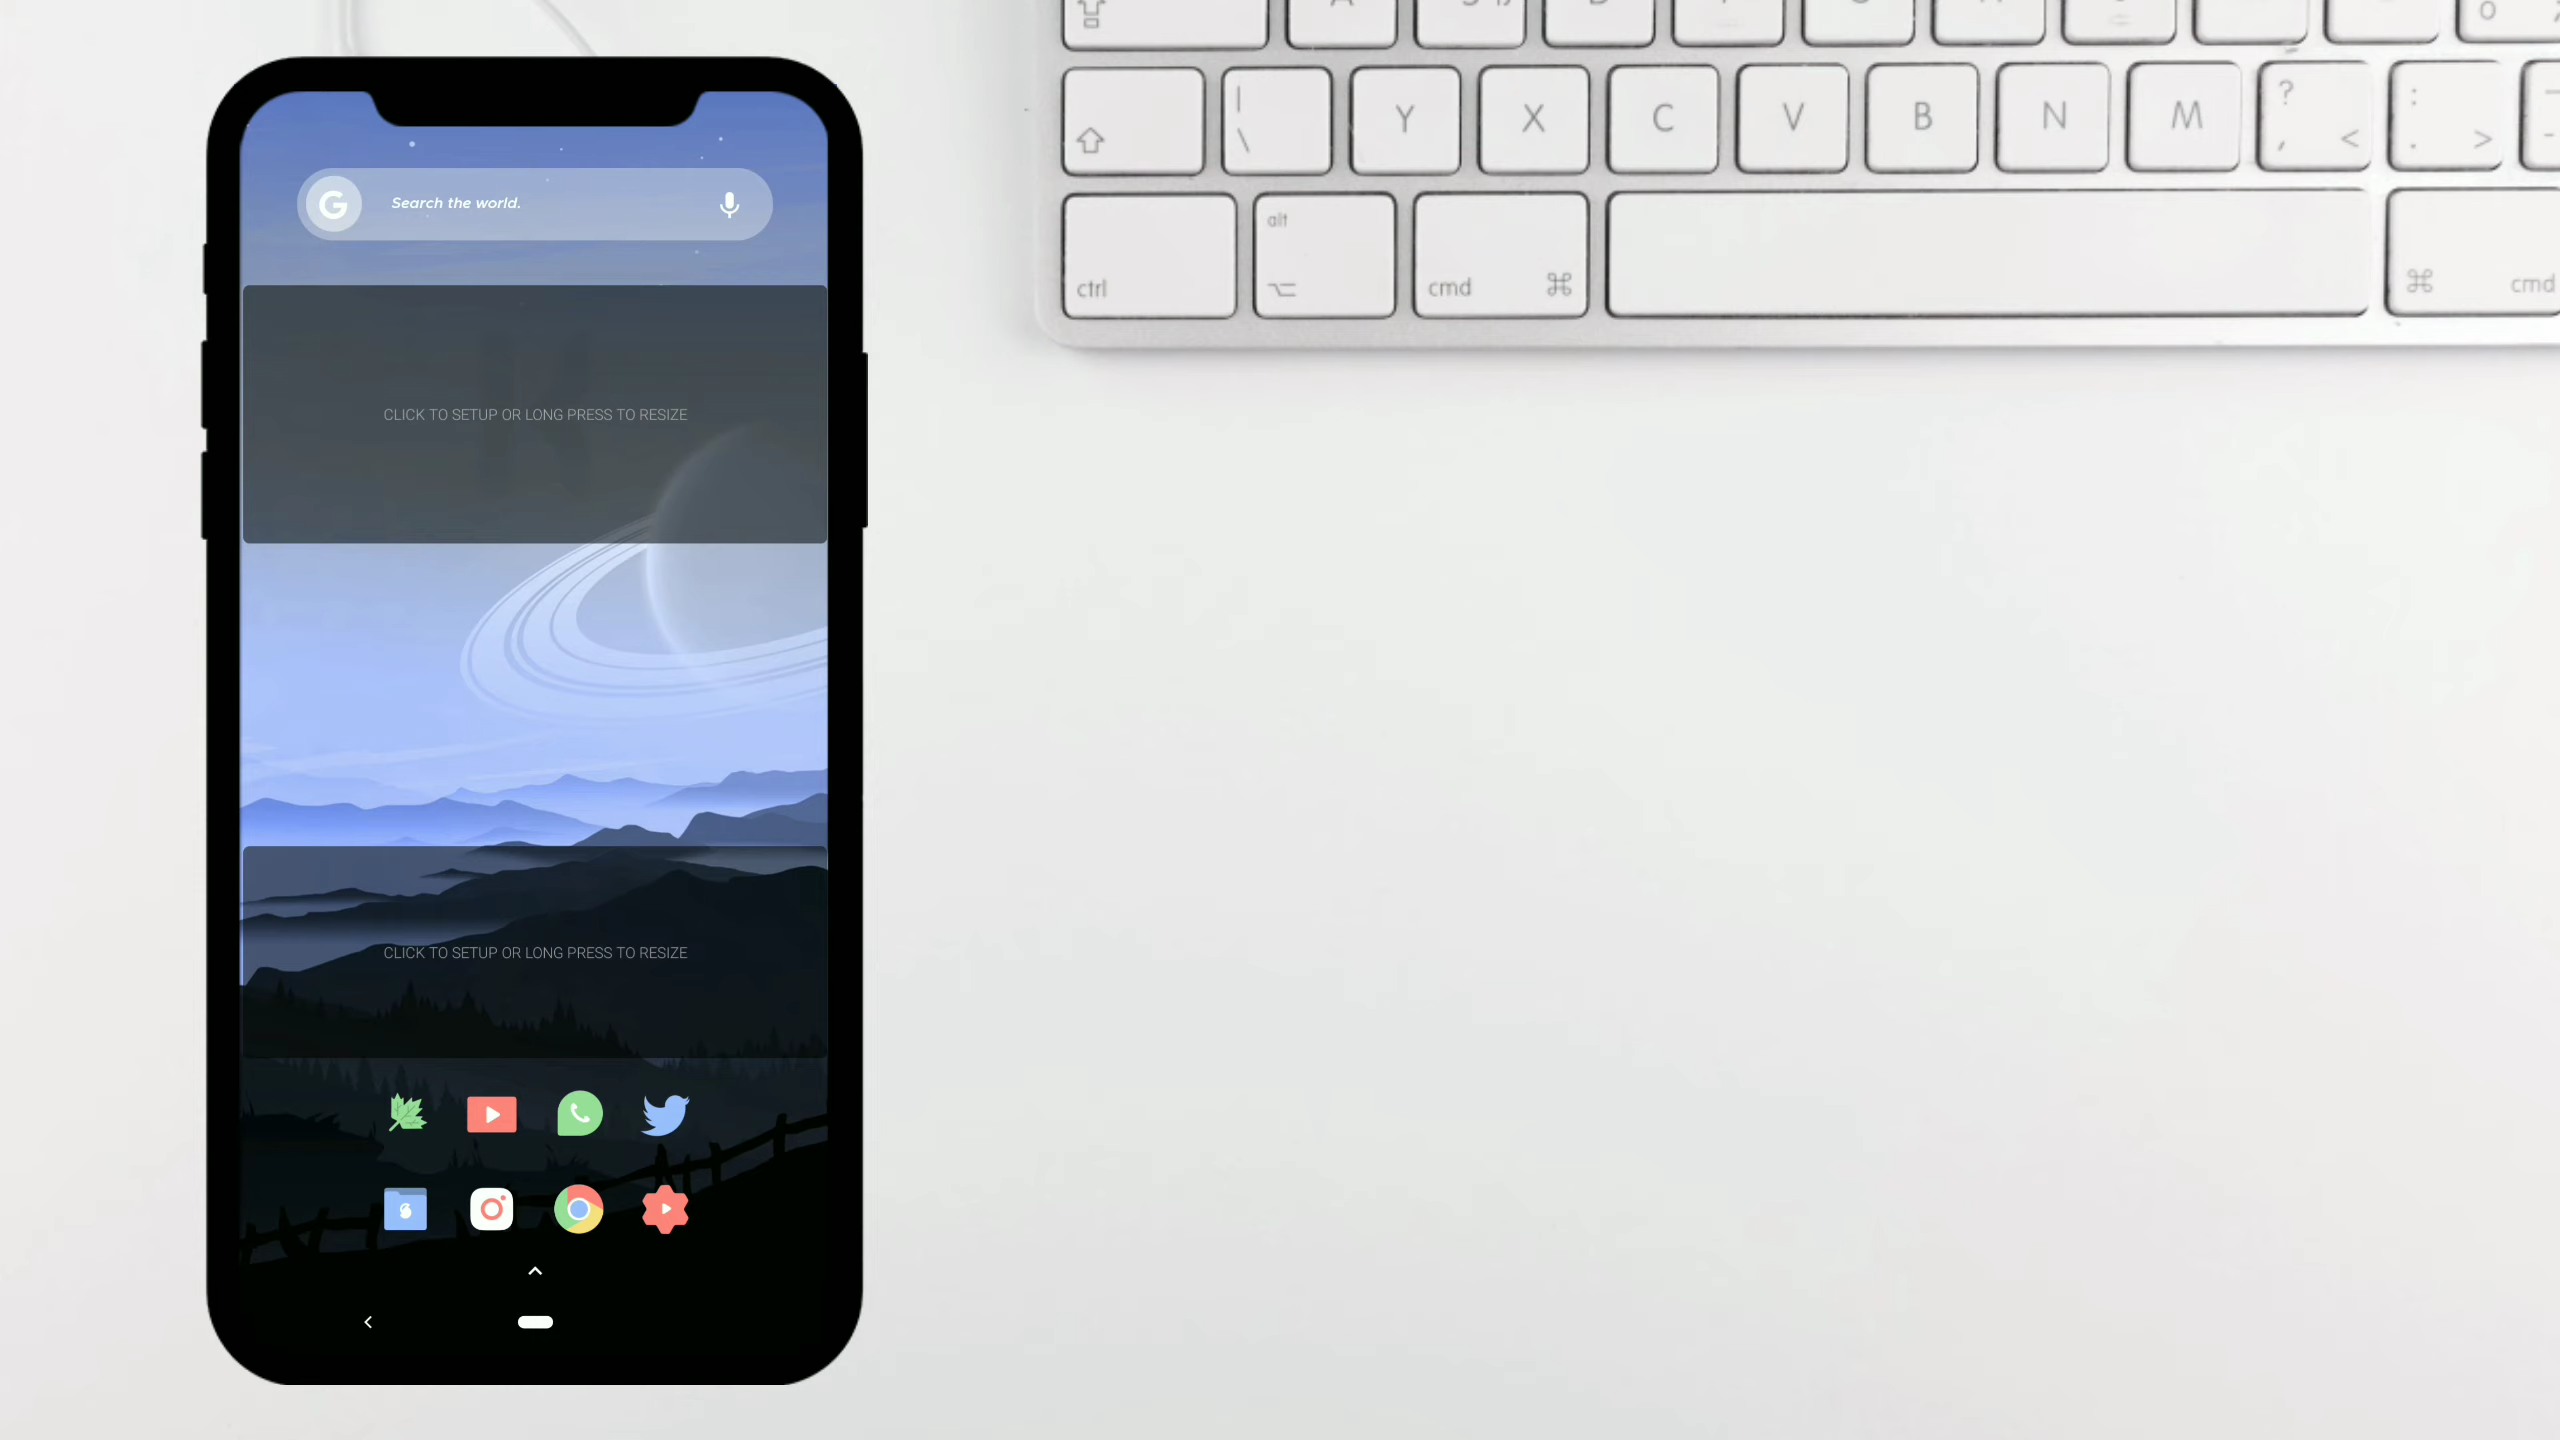 G
Search the world.
K
CLICK TO SETUP OR LONG PRESS TO RESIZE
CLICK TO SETUP OR LONG PRESS TO RESIZE
| \ Y X C V B N M ? , < : . >
alt
ctrl cmd ⌘ ⌘ cmd